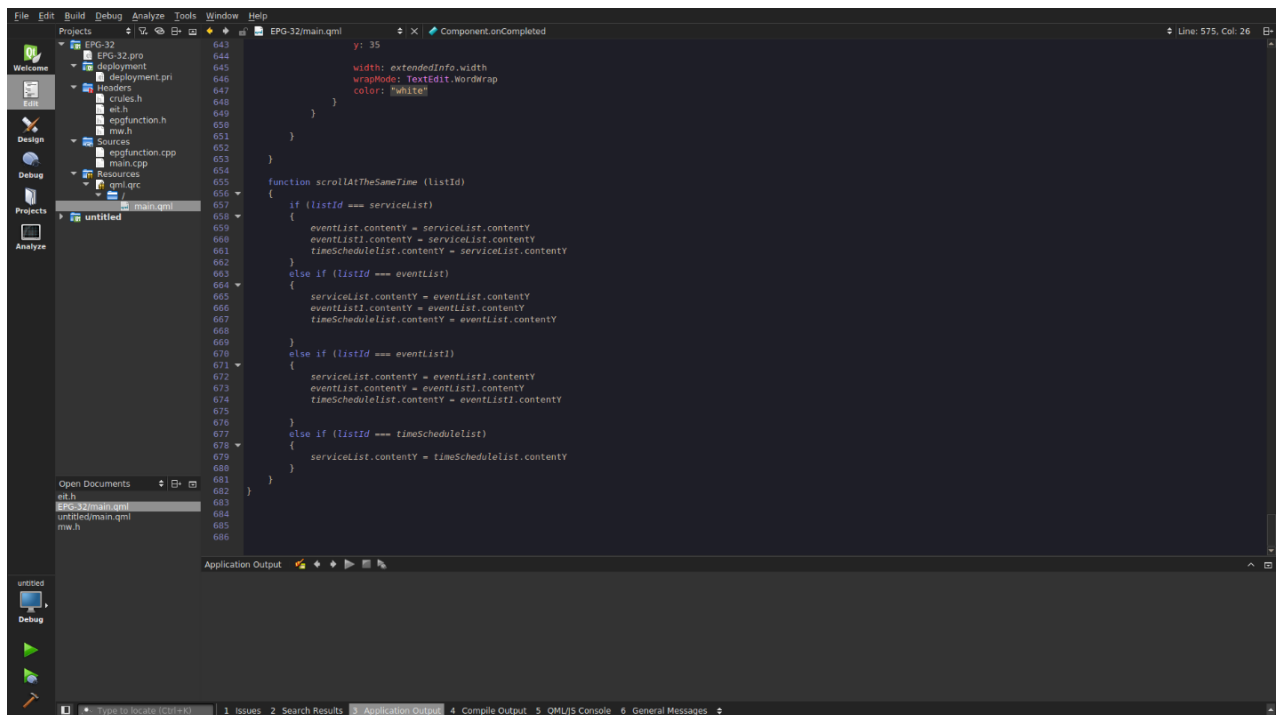 File Edit Build Debug Analyze Tools Window Help
Projects
EPG-32/main.qml
Component.onCompleted
Line: 575, Col: 26
Welcome
Edit
Design
Debug
Projects
Analyze
EPG-32
EPG-32.pro
deployment
deployment.pri
Headers
crules.h
eit.h
epgfunction.h
mw.h
Sources
epgfunction.cpp
main.cpp
Resources
qml.qrc
/
main.qml
untitled
Open Documents
eit.h
EPG-32/main.qml
untitled/main.qml
mw.h
643 y: 35
644
645 width: extendedInfo.width
646 wrapMode: TextEdit.WordWrap
647 color: "white"
648 }
649 }
650
651 }
652
653 }
654
655 function scrollAtTheSameTime (listId)
656 {
657 if (listId === serviceList)
658 {
659 eventList.contentY = serviceList.contentY
660 eventList1.contentY = serviceList.contentY
661 timeSchedulelist.contentY = serviceList.contentY
662 }
663 else if (listId === eventList)
664 {
665 serviceList.contentY = eventList.contentY
666 eventList1.contentY = eventList.contentY
667 timeSchedulelist.contentY = eventList.contentY
668
669 }
670 else if (listId === eventList1)
671 {
672 serviceList.contentY = eventList1.contentY
673 eventList.contentY = eventList1.contentY
674 timeSchedulelist.contentY = eventList1.contentY
675
676 }
677 else if (listId === timeSchedulelist)
678 {
679 serviceList.contentY = timeSchedulelist.contentY
680 }
681 }
682 }
683
684
685
686
Application Output
untitled
Debug
Type to locate (Ctrl+K)
1 Issues 2 Search Results 3 Application Output 4 Compile Output 5 QML/JS Console 6 General Messages